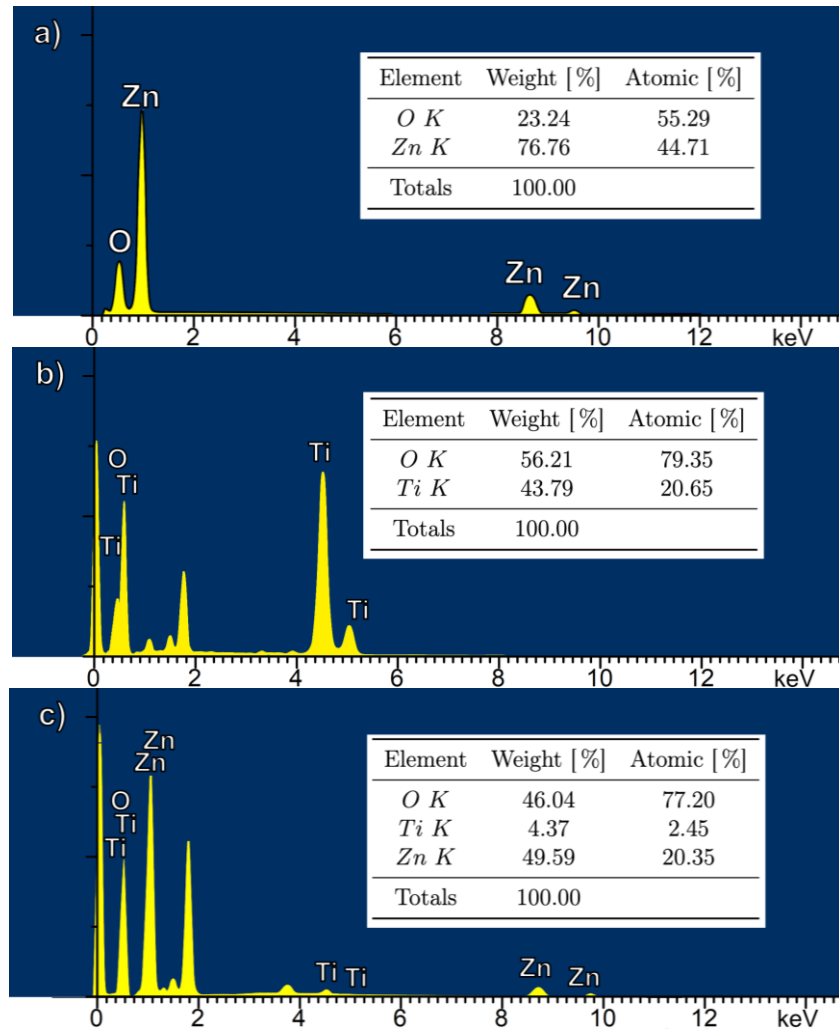 a)
Zn
O
Zn
Zn
Element Weight [%] Atomic [%]
O K 23.24 55.29
Zn K 76.76 44.71
Totals 100.00
0 2 4 6 8 10 12 keV
b)
O
Ti
Ti
Ti
Ti
Element Weight [%] Atomic [%]
O K 56.21 79.35
Ti K 43.79 20.65
Totals 100.00
0 2 4 6 8 10 12 keV
c)
Zn
Zn
O
Ti
Ti
Ti Ti
Zn
Zn
Element Weight [%] Atomic [%]
O K 46.04 77.20
Ti K 4.37 2.45
Zn K 49.59 20.35
Totals 100.00
0 2 4 6 8 10 12 keV